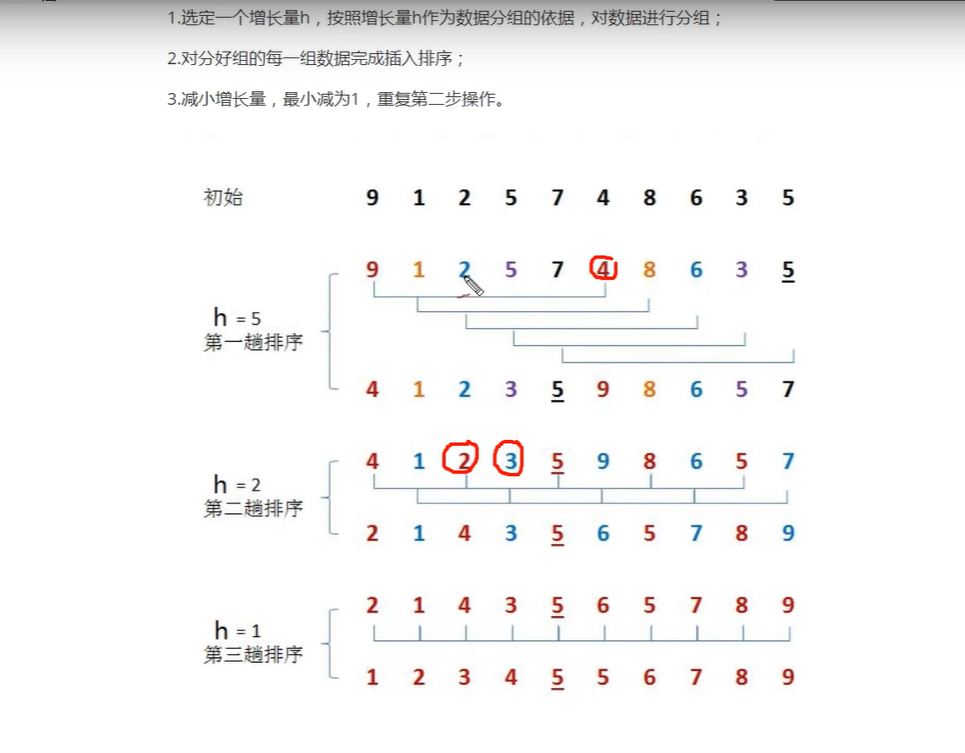 1.选定一个增长量h，按照增长量h作为数据分组的依据，对数据进行分组；
2.对分好组的每一组数据完成插入排序；
3.减小增长量，最小减为1，重复第二步操作。
初始 9 1 2 5 7 4 8 6 3 5
9 1 2 5 7 4 8 6 3 5
h = 5
第一趟排序
4 1 2 3 5 9 8 6 5 7
4 1 2 3 5 9 8 6 5 7
h = 2
第二趟排序
2 1 4 3 5 6 5 7 8 9
2 1 4 3 5 6 5 7 8 9
h = 1
第三趟排序
1 2 3 4 5 5 6 7 8 9